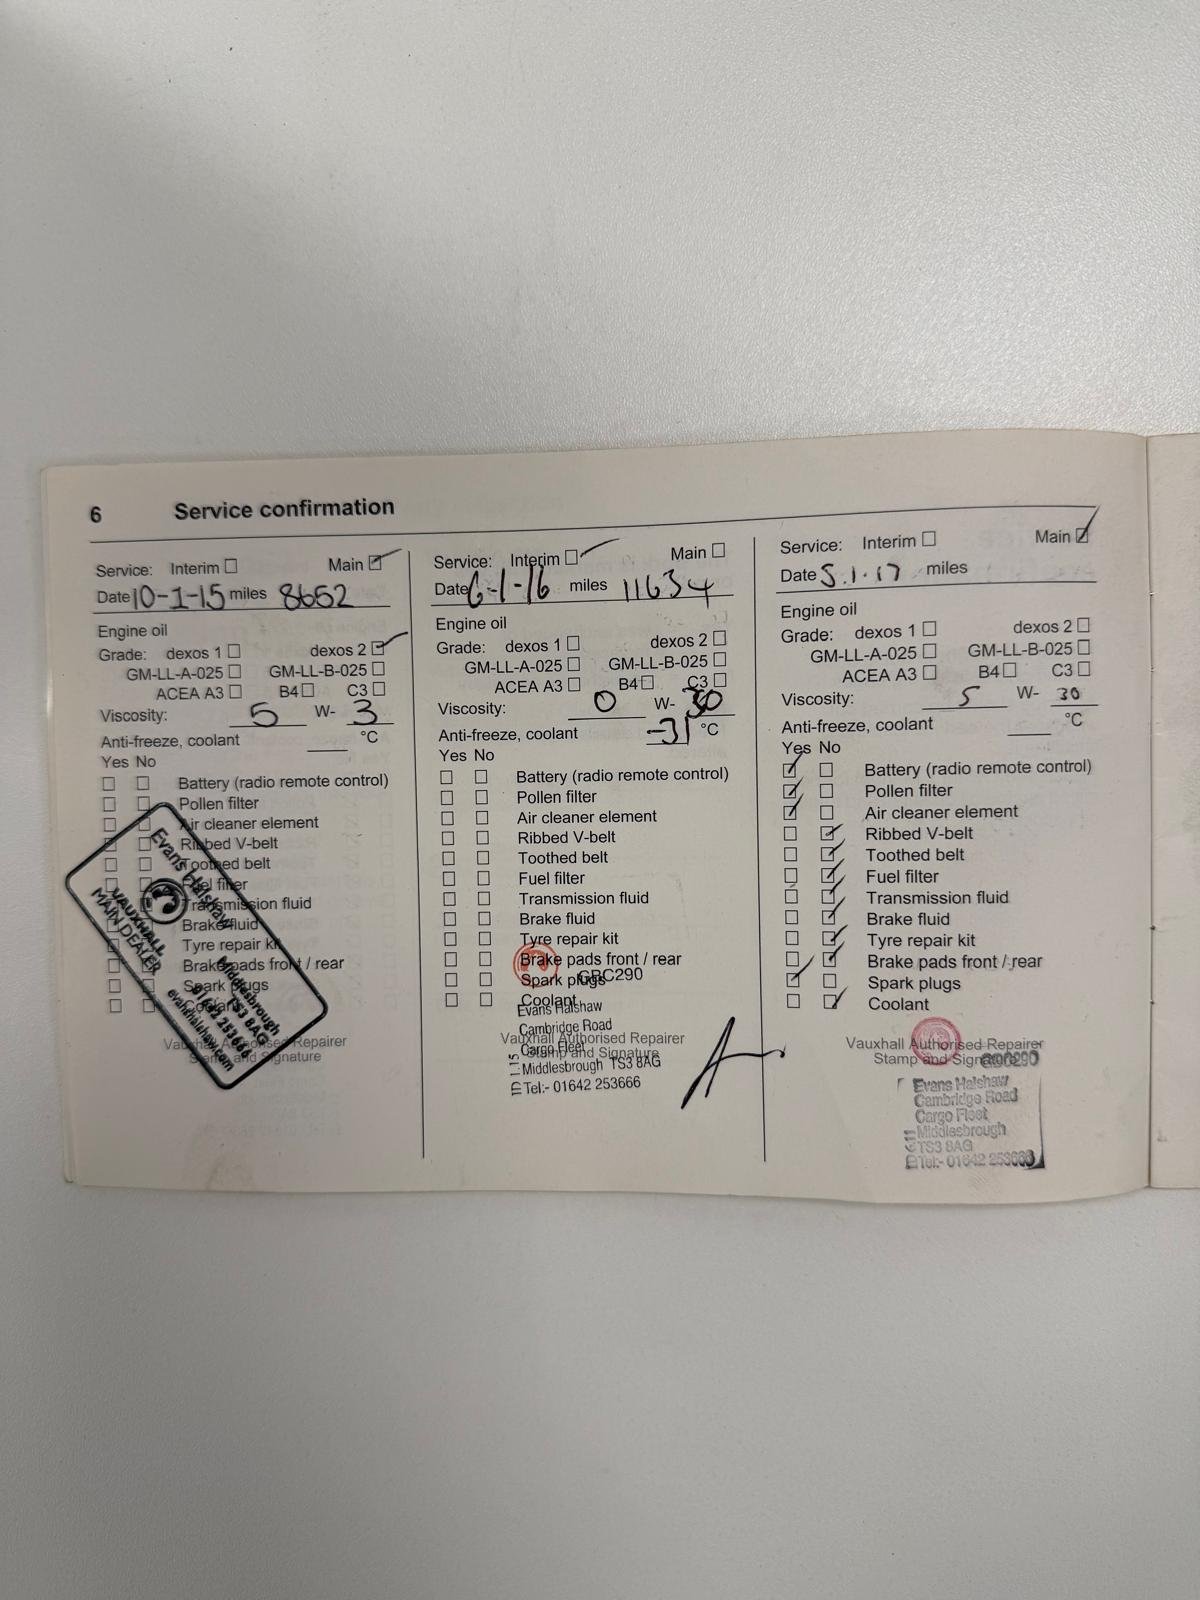 6 Service confirmation
Service: Interim Main
Date 10-1-15 miles 8652
Engine oil
Grade: dexos 1 dexos 2
GM-LL-A-025 GM-LL-B-025
ACEA A3 B4 C3
Viscosity: 5 W- 3
Anti-freeze, coolant °C
Yes No
Battery (radio remote control)
Pollen filter
Air cleaner element
Ribbed V-belt
Toothed belt
Fuel filter
Transmission fluid
Brake fluid
Tyre repair kit
Brake pads front / rear
Spark plugs
Coolant
Vauxhall Authorised Repairer
Stamp and Signature
Evans Halshaw
VAUXHALL
MAIN DEALER
Middlesbrough
TS3 8AG
01642 253666
evanshalshaw.com
Service: Interim Main
Date 6-1-16 miles 11634
Engine oil
Grade: dexos 1 dexos 2
GM-LL-A-025 GM-LL-B-025
ACEA A3 B4 C3
Viscosity: 0 W- 30
Anti-freeze, coolant -31 °C
Yes No
Battery (radio remote control)
Pollen filter
Air cleaner element
Ribbed V-belt
Toothed belt
Fuel filter
Transmission fluid
Brake fluid
Tyre repair kit
Brake pads front / rear
Spark plugs
Coolant
Vauxhall Authorised Repairer
Stamp and Signature
GBC290
Evans Halshaw
Cambridge Road
Cargo Fleet
Middlesbrough TS3 8AG
Tel:- 01642 253666
Service: Interim Main
Date 5.1.17 miles
Engine oil
Grade: dexos 1 dexos 2
GM-LL-A-025 GM-LL-B-025
ACEA A3 B4 C3
Viscosity: 5 W- 30
Anti-freeze, coolant °C
Yes No
Battery (radio remote control)
Pollen filter
Air cleaner element
Ribbed V-belt
Toothed belt
Fuel filter
Transmission fluid
Brake fluid
Tyre repair kit
Brake pads front / rear
Spark plugs
Coolant
Vauxhall Authorised Repairer
Stamp and Signature
Evans Halshaw
Cambridge Road
Cargo Fleet
Middlesbrough
TS3 8AG
Tel:- 01642 253666